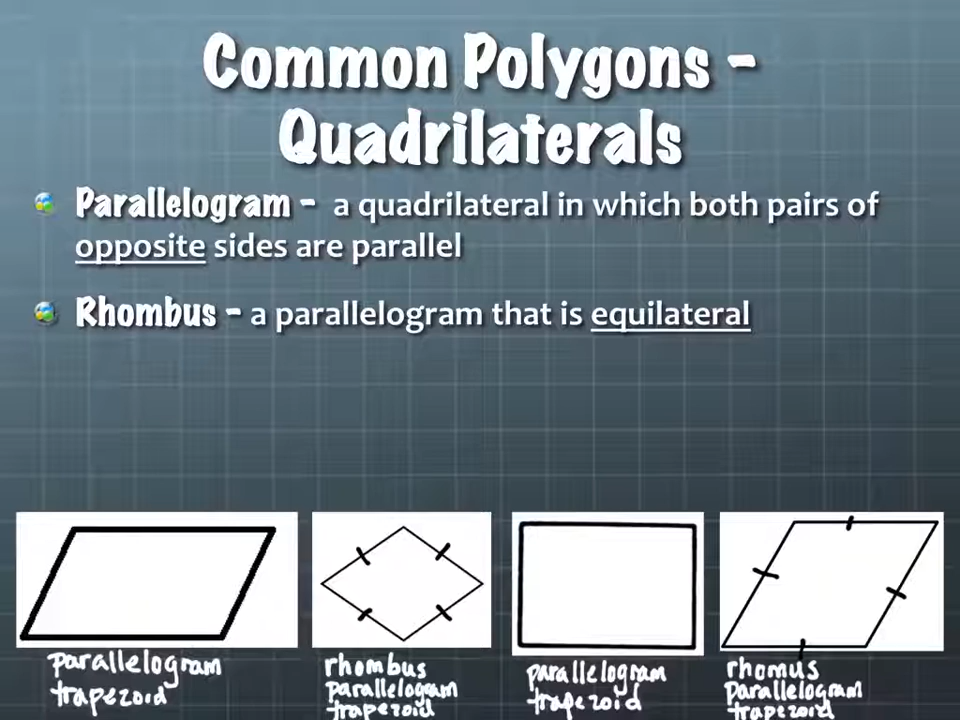 Common Polygons -
Quadrilaterals
Parallelogram - a quadrilateral in which both pairs of
opposite sides are parallel
Rhombus - a parallelogram that is equilateral
parallelogram
trapezoid
rhombus
parallelogram
trapezoid
parallelogram
trapezoid
rhomus
parallelogram
trapezoid